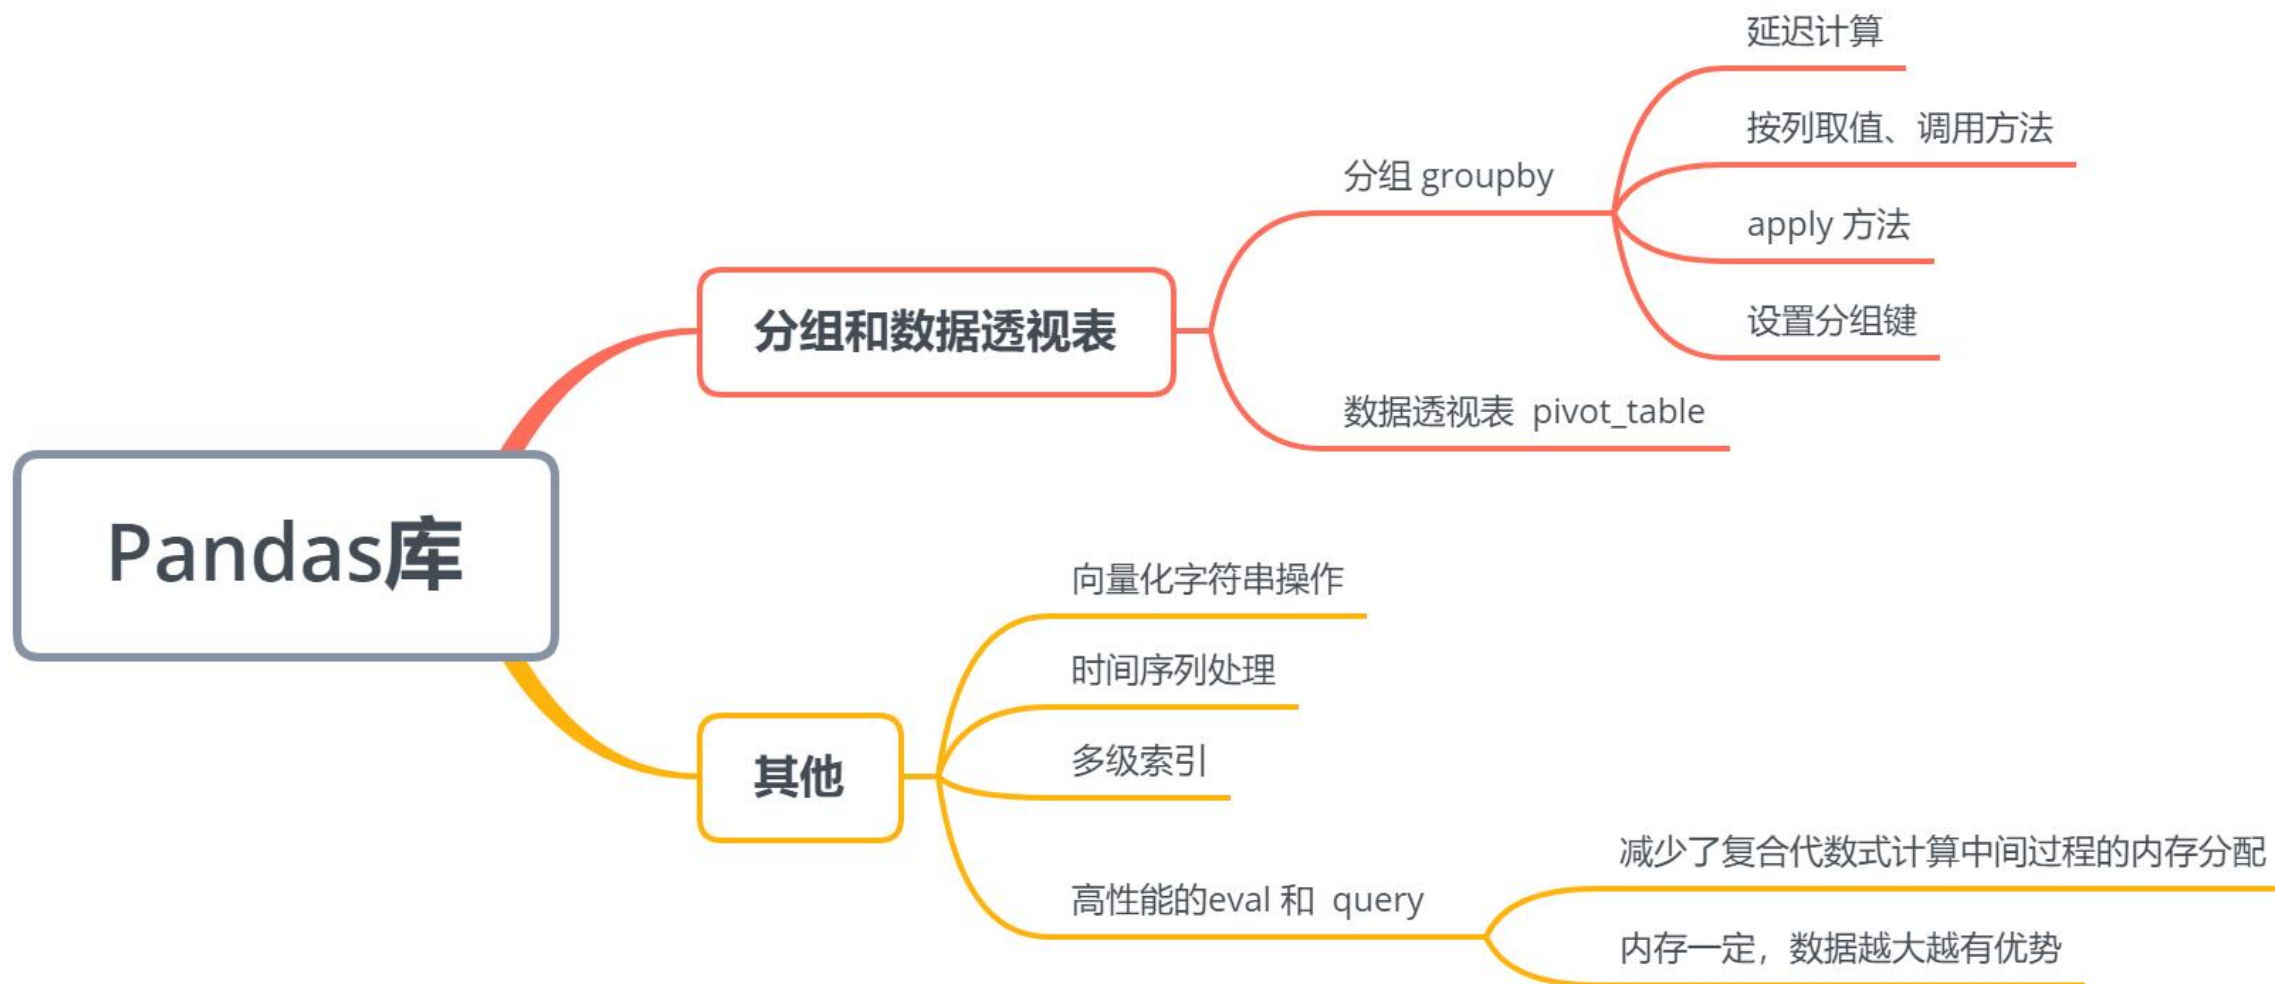 Pandas库
分组和数据透视表
分组 groupby
延迟计算
按列取值、调用方法
apply 方法
设置分组键
数据透视表 pivot_table
其他
向量化字符串操作
时间序列处理
多级索引
高性能的eval 和 query
减少了复合代数式计算中间过程的内存分配
内存一定，数据越大越有优势